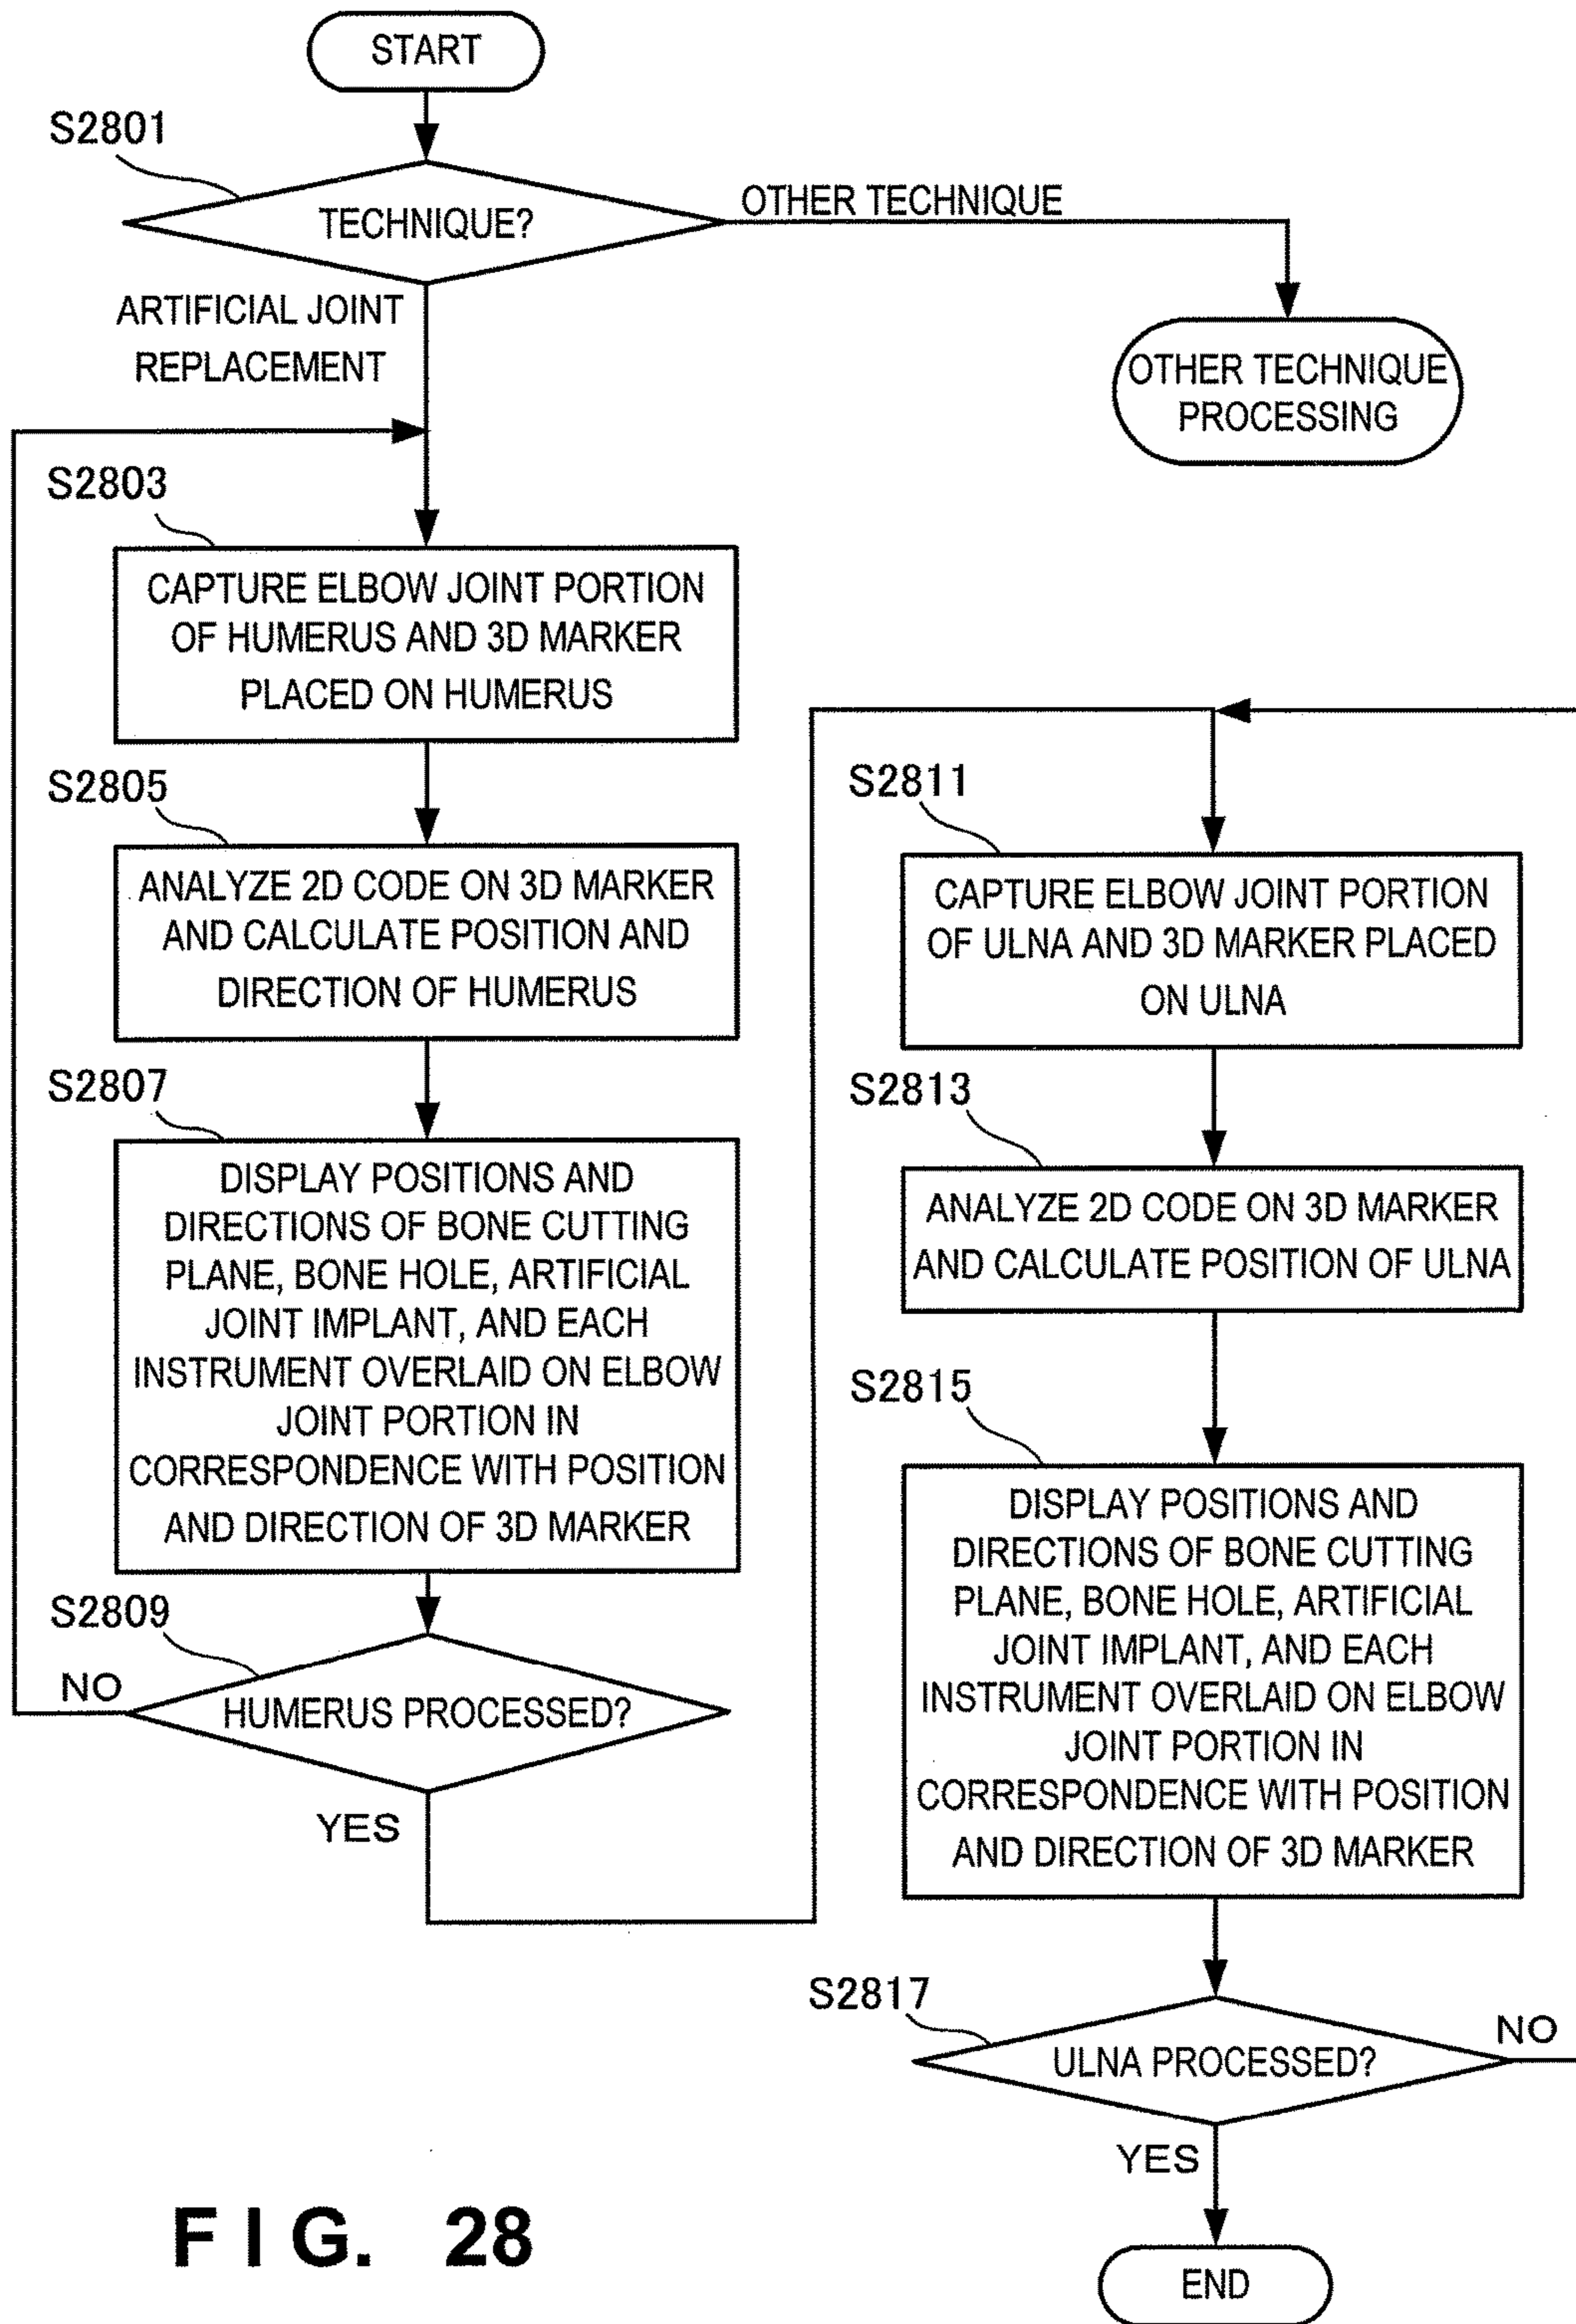 START
S2801
TECHNIQUE?
OTHER TECHNIQUE
ARTIFICIAL JOINT
REPLACEMENT
OTHER TECHNIQUE
PROCESSING
S2803
CAPTURE ELBOW JOINT PORTION
OF HUMERUS AND 3D MARKER
PLACED ON HUMERUS
S2805
ANALYZE 2D CODE ON 3D MARKER
AND CALCULATE POSITION AND
DIRECTION OF HUMERUS
S2807
DISPLAY POSITIONS AND
DIRECTIONS OF BONE CUTTING
PLANE, BONE HOLE, ARTIFICIAL
JOINT IMPLANT, AND EACH
INSTRUMENT OVERLAID ON ELBOW
JOINT PORTION IN
CORRESPONDENCE WITH POSITION
AND DIRECTION OF 3D MARKER
S2809
NO
HUMERUS PROCESSED?
YES
S2811
CAPTURE ELBOW JOINT PORTION
OF ULNA AND 3D MARKER PLACED
ON ULNA
S2813
ANALYZE 2D CODE ON 3D MARKER
AND CALCULATE POSITION OF ULNA
S2815
DISPLAY POSITIONS AND
DIRECTIONS OF BONE CUTTING
PLANE, BONE HOLE, ARTIFICIAL
JOINT IMPLANT, AND EACH
INSTRUMENT OVERLAID ON ELBOW
JOINT PORTION IN
CORRESPONDENCE WITH POSITION
AND DIRECTION OF 3D MARKER
S2817
NO
ULNA PROCESSED?
YES
END
FIG. 28